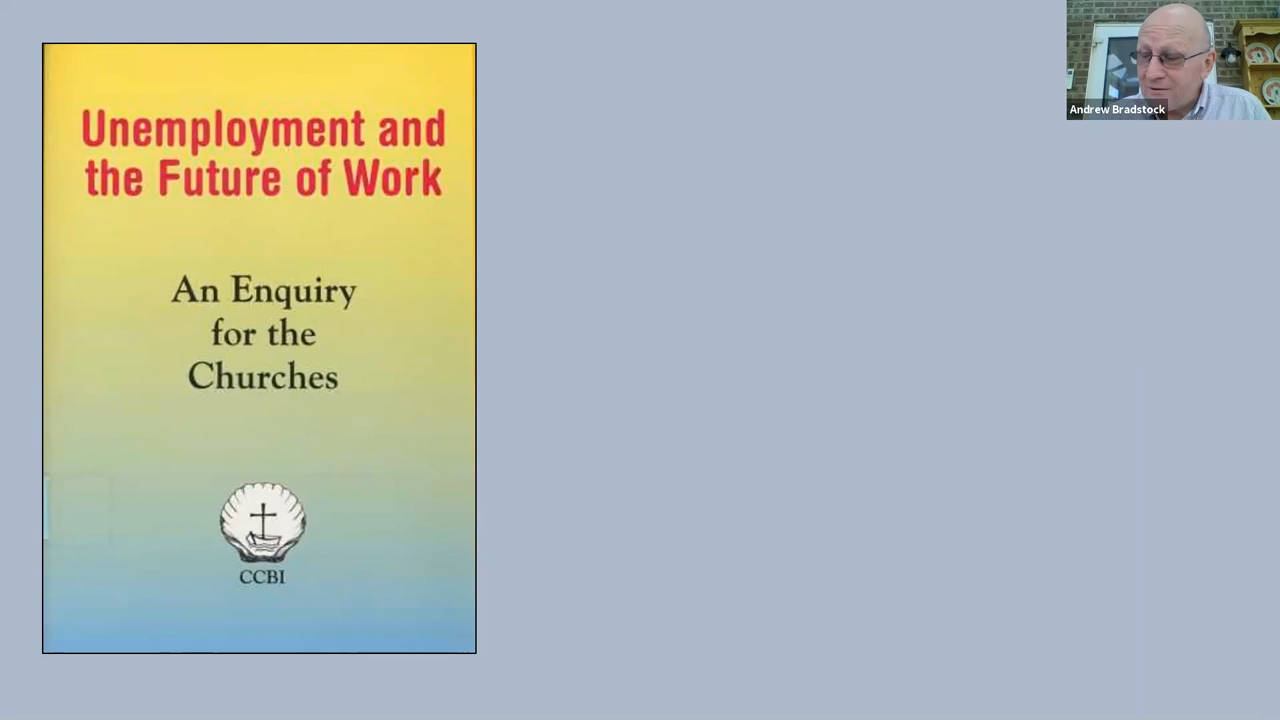 Unemployment and
the Future of Work
An Enquiry
for the
Churches
CCBI
Andrew Bradstock